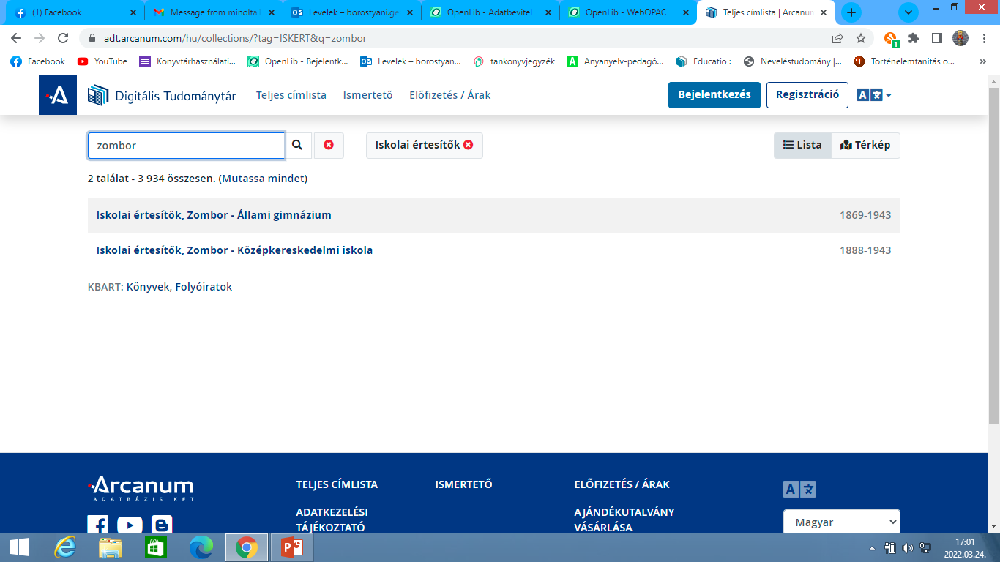 (1) Facebook
Message from minolta
Levelek – borostyani.ge
OpenLib - Adatbevitel
OpenLib - WebOPAC
Teljes címlista | Arcanum
adt.arcanum.com/hu/collections/?tag=ISKERT&q=zombor
1
Facebook
YouTube
Könyvtárhasználati...
OpenLib - Bejelentk...
Levelek – borostyan...
tankönyvjegyzék
Anyanyelv-pedagó...
Educatio :
Neveléstudomány |...
Történelemtanítás o...
»
Digitális Tudománytár
Teljes címlista
Ismertető
Előfizetés / Árak
Bejelentkezés
Regisztráció
zombor
Iskolai értesítők
Lista
Térkép
2 találat - 3 934 összesen. (Mutassa mindet)
Iskolai értesítők, Zombor - Állami gimnázium
1869-1943
Iskolai értesítők, Zombor - Középkereskedelmi iskola
1888-1943
KBART: Könyvek, Folyóiratok
Arcanum
ADATBÁZIS KFT
TELJES CÍMLISTA
ISMERTETŐ
ELŐFIZETÉS / ÁRAK
ADATKEZELÉSI
TÁJÉKOZTATÓ
AJÁNDÉKUTALVÁNY
VÁSÁRLÁSA
Magyar
17:01
2022.03.24.